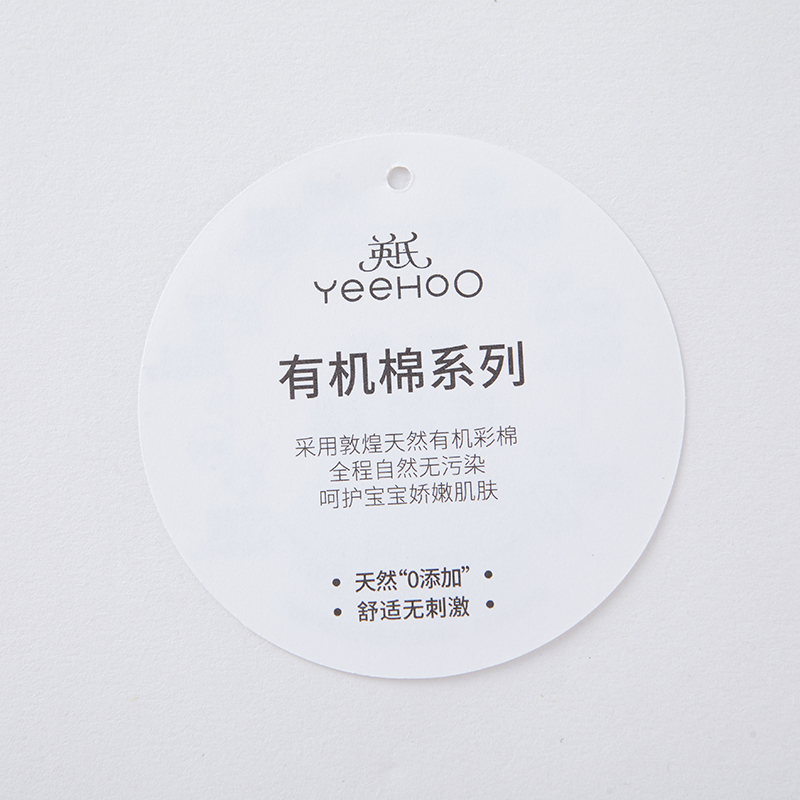 英氏
YeeHoO
有机棉系列
采用敦煌天然有机彩棉
全程自然无污染
呵护宝宝娇嫩肌肤
• 天然“0添加” •
• 舒适无刺激 •